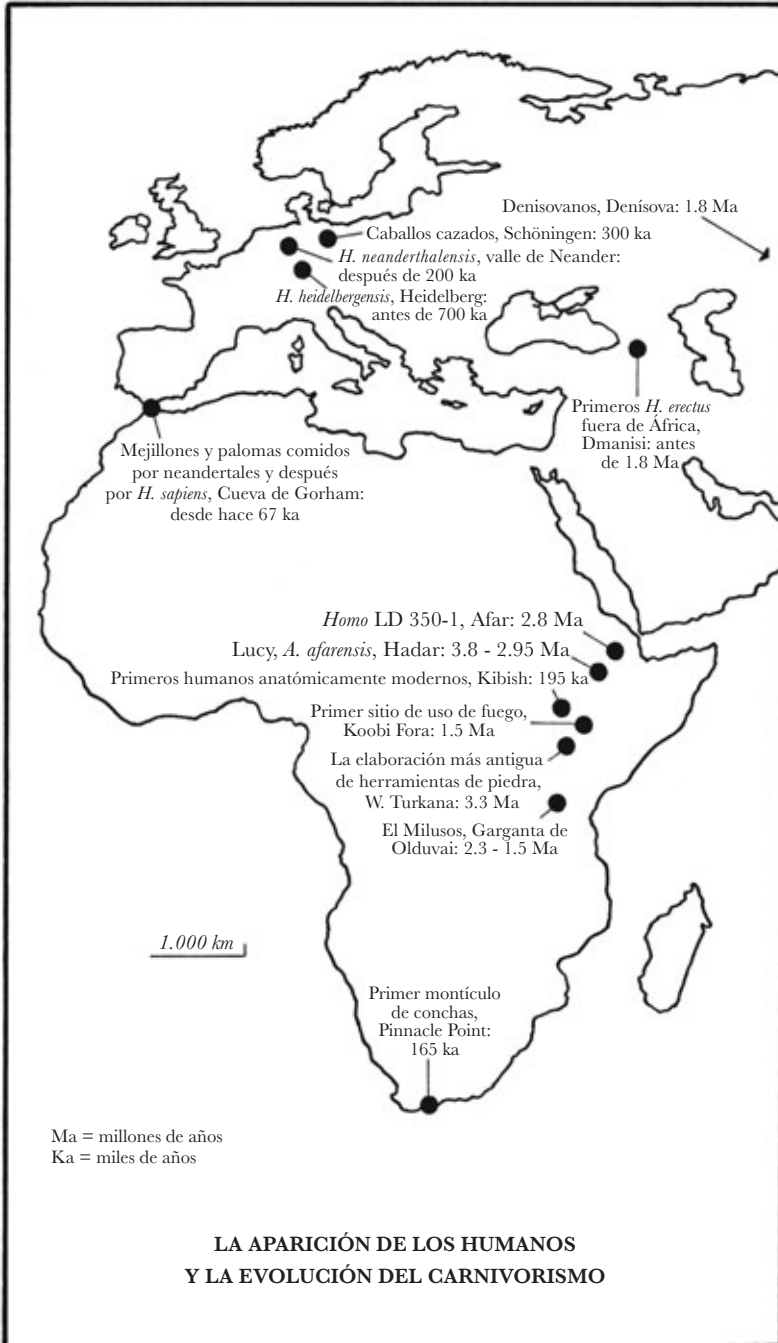 Denisovanos, Denísova: 1.8 Ma
Caballos cazados, Schöningen: 300 ka
H. neanderthalensis, valle de Neander:
después de 200 ka
H. heidelbergensis, Heidelberg:
antes de 700 ka
Primeros H. erectus
fuera de África,
Dmanisi: antes
de 1.8 Ma
Mejillones y palomas comidos
por neandertales y después
por H. sapiens, Cueva de Gorham:
desde hace 67 ka
Homo LD 350-1, Afar: 2.8 Ma
Lucy, A. afarensis, Hadar: 3.8 - 2.95 Ma
Primeros humanos anatómicamente modernos, Kibish: 195 ka
Primer sitio de uso de fuego,
Koobi Fora: 1.5 Ma
La elaboración más antigua
de herramientas de piedra,
W. Turkana: 3.3 Ma
El Milusos, Garganta de
Olduvai: 2.3 - 1.5 Ma
1.000 km
Primer montículo
de conchas,
Pinnacle Point:
165 ka
Ma = millones de años
Ka = miles de años
LA APARICIÓN DE LOS HUMANOS
Y LA EVOLUCIÓN DEL CARNIVORISMO